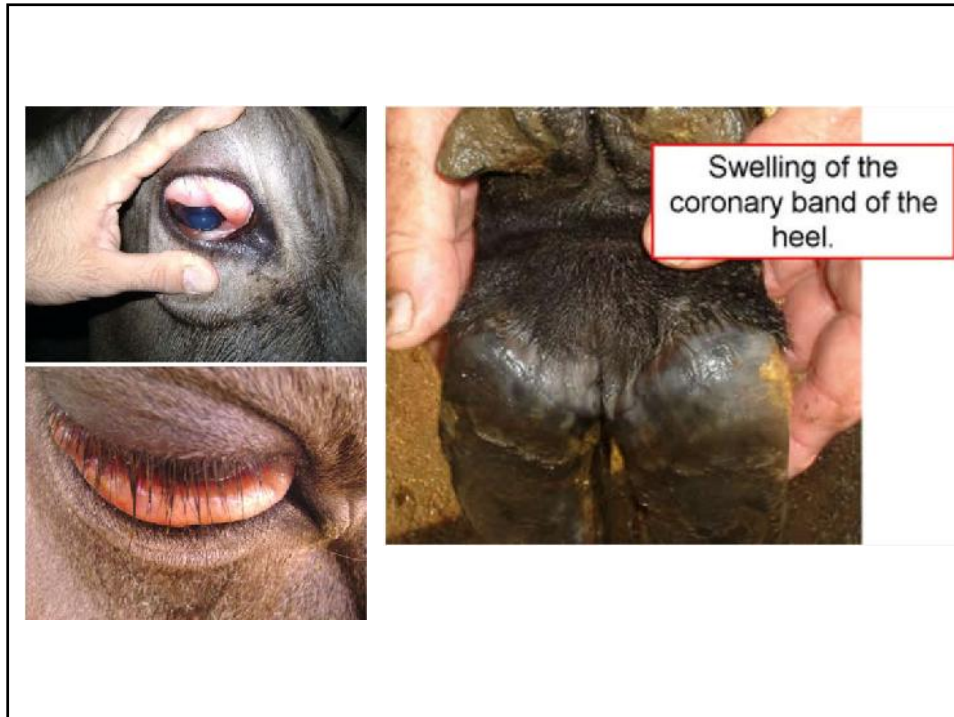 Swelling of the
coronary band of the
heel.